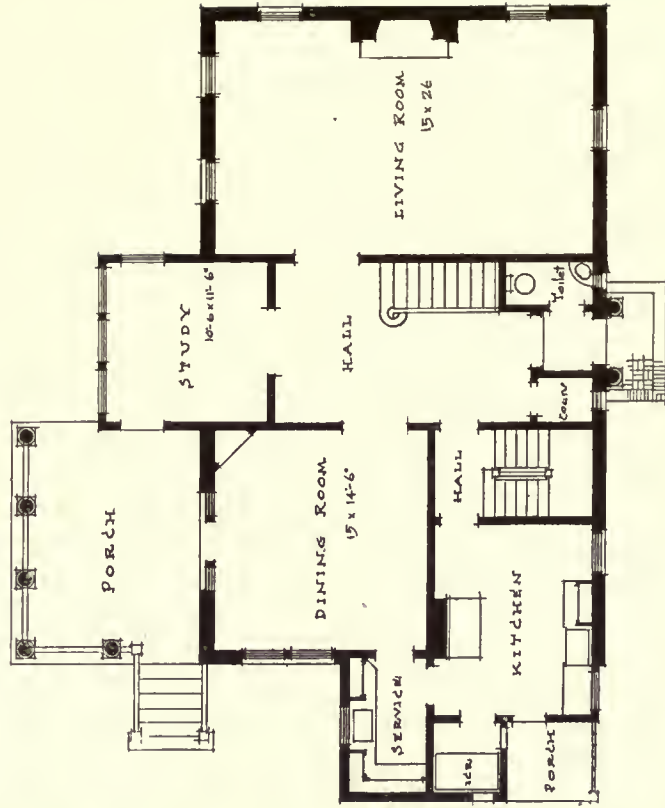 LIVING ROOM
15 x 26
STUDY
10'-6 x 11'-6"
HALL
Toilet
COAT
PORCH
DINING ROOM
15 x 14'-6"
HALL
KITCHEN
SERVICE
ICE
PORCH